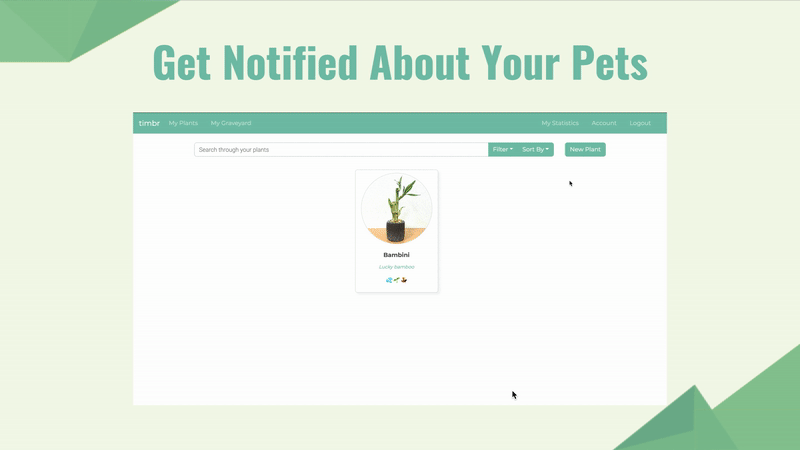 Get Notified About Your Pets
timbr My Plants My Graveyard My Statistics Account Logout
Search through your plants Filter Sort By New Plant
Bambini
Lucky bamboo